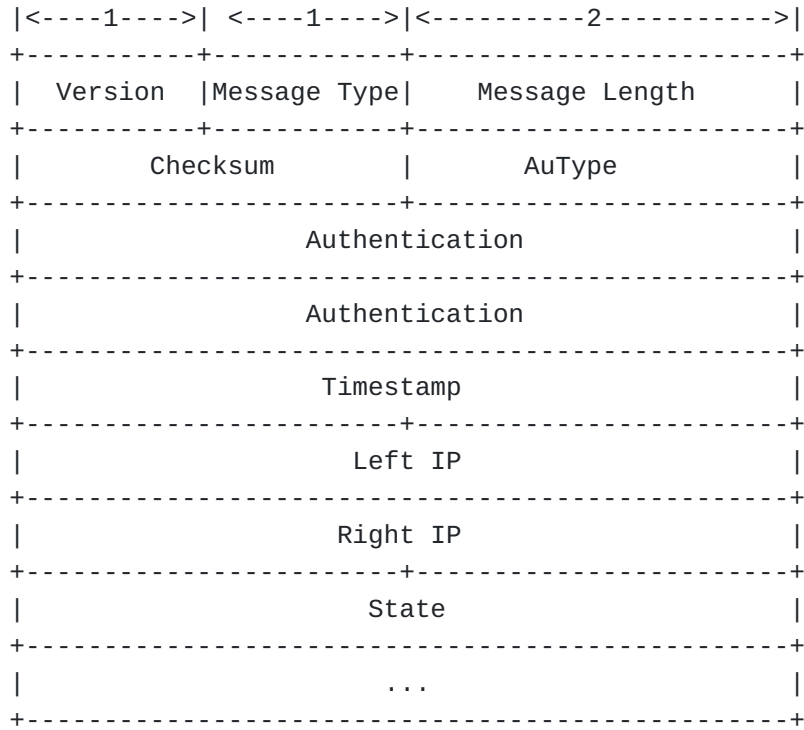 |<----1---->| <----1---->|<----------2----------->|
+-----------+------------+------------------------+
|  Version  |Message Type|    Message Length      |
+-----------+------------+------------------------+
|        Checksum        |       AuType           |
+------------------------+------------------------+
|                  Authentication                 |
+-------------------------------------------------+
|                  Authentication                 |
+-------------------------------------------------+
|                   Timestamp                     |
+------------------------+------------------------+
|                     Left IP                     |
+-------------------------------------------------+
|                    Right IP                     |
+------------------------+------------------------+
|                      State                      |
+-------------------------------------------------+
|                       ...                       |
+-------------------------------------------------+